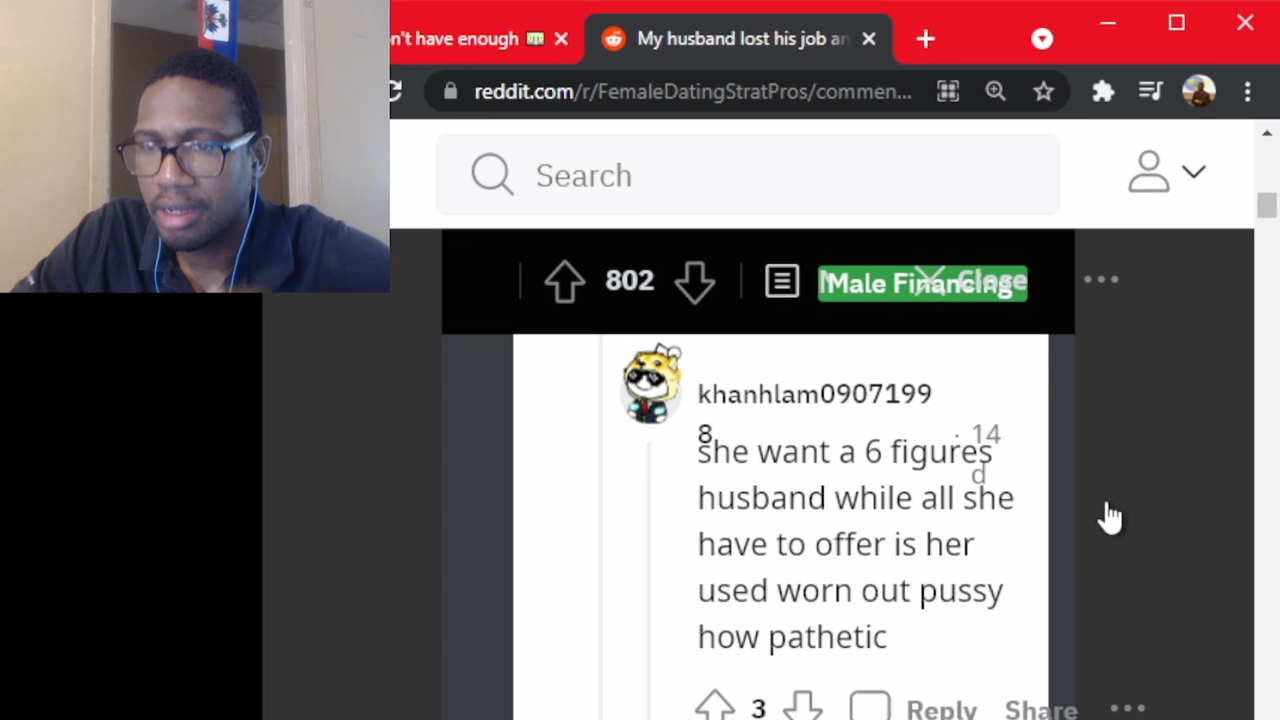 n't have enough
My husband lost his job an
reddit.com/r/FemaleDatingStratPros/commen...
Search
802
Male Financing
Close
khanhlam0907199
8
· 14
d
she want a 6 figures
husband while all she
have to offer is her
used worn out pussy
how pathetic
3
Reply
Share